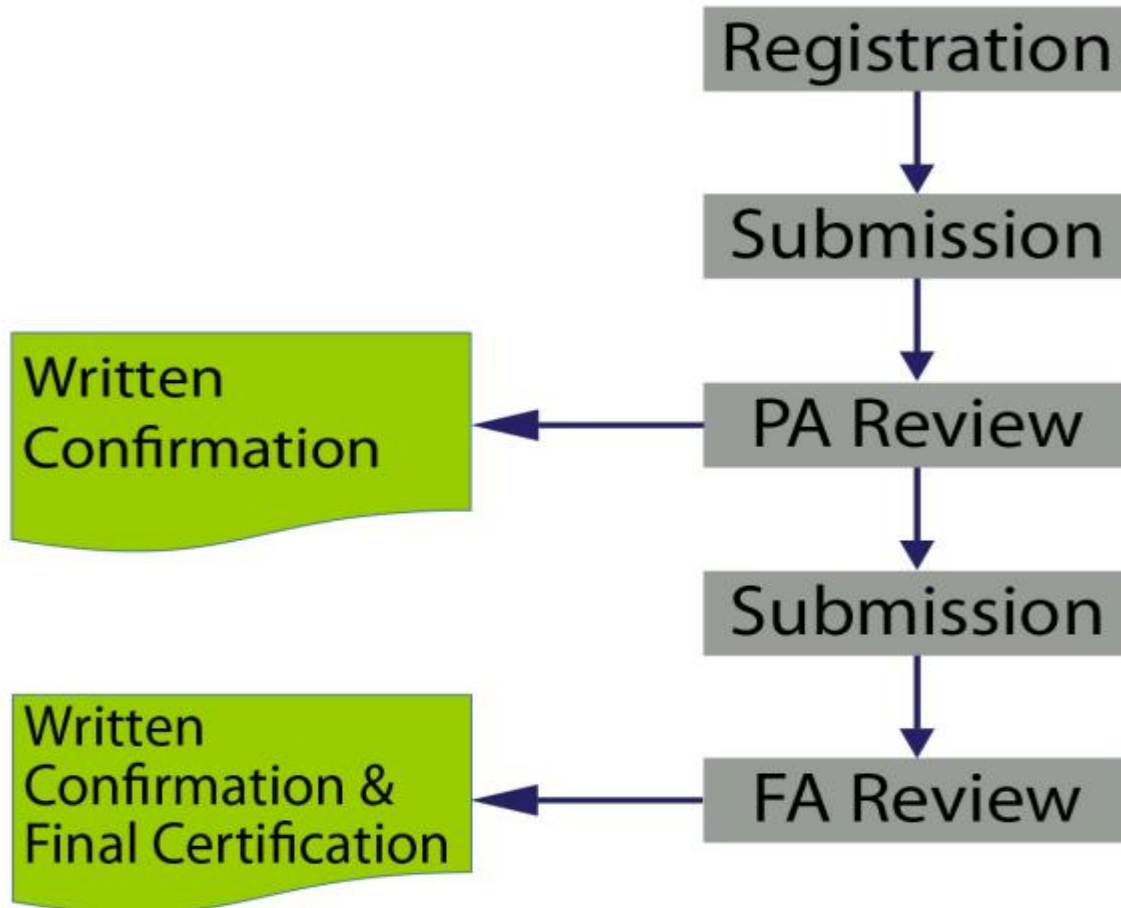 Registration
Submission
Written
Confirmation
PA Review
Submission
Written
Confirmation &
Final Certification
FA Review